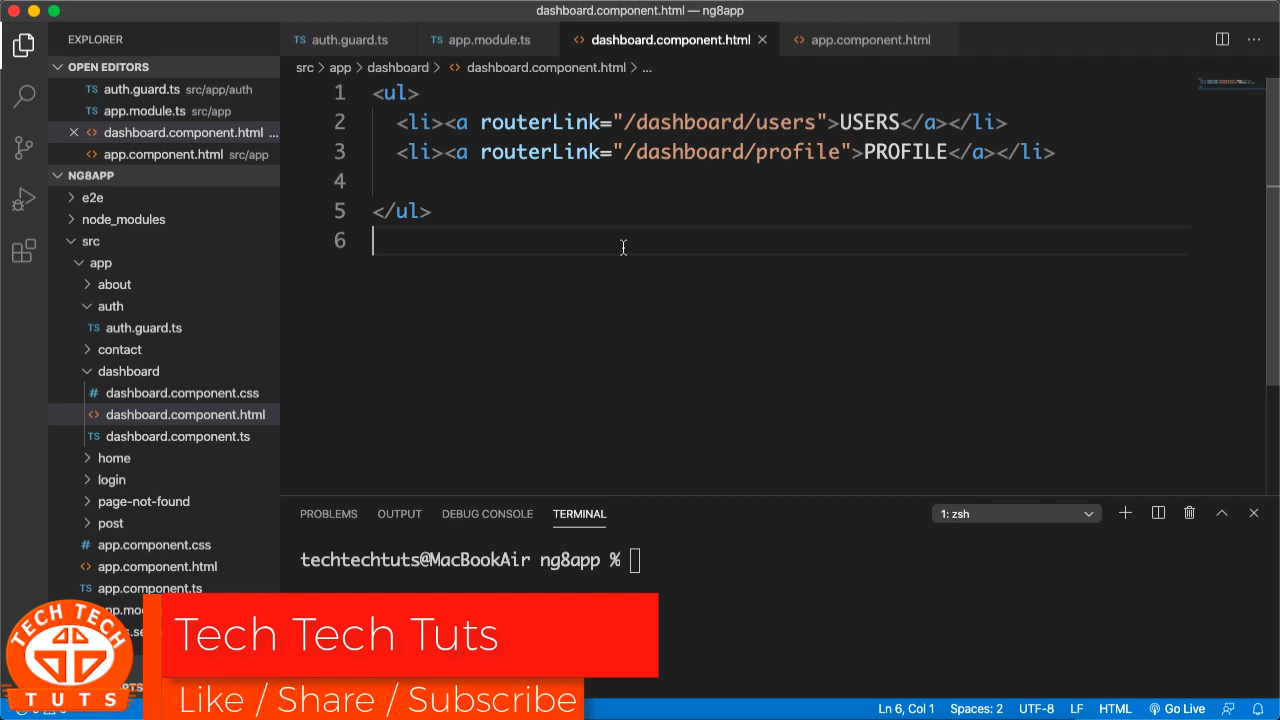 dashboard.component.html — ng8app
EXPLORER
auth.guard.ts
app.module.ts
dashboard.component.html
app.component.html
OPEN EDITORS
src > app > dashboard > dashboard.component.html > ...
auth.guard.ts src/app/auth
app.module.ts src/app
dashboard.component.html ...
app.component.html src/app
NG8APP
e2e
node_modules
src
app
about
auth
TS auth.guard.ts
contact
dashboard
# dashboard.component.css
dashboard.component.html
TS dashboard.component.ts
home
login
page-not-found
post
# app.component.css
app.component.html
app.component.ts
1 <ul>
2 <li><a routerLink="/dashboard/users">USERS</a></li>
3 <li><a routerLink="/dashboard/profile">PROFILE</a></li>
4
5 </ul>
6
PROBLEMS
OUTPUT
DEBUG CONSOLE
TERMINAL
1: zsh
techtechtuts@MacBookAir ng8app %
TECH TECH
TUTS
Tech Tech Tuts
Like / Share / Subscribe
Ln 6, Col 1
Spaces: 2
UTF-8
LF
HTML
Go Live